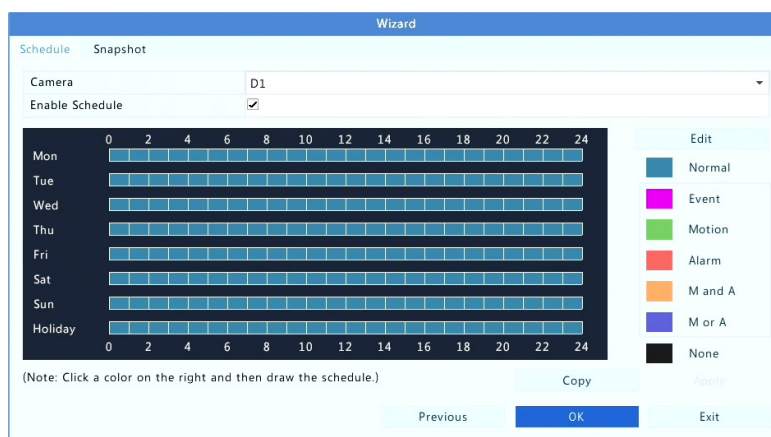 Wizard
Schedule Snapshot
Camera D1
Enable Schedule
0 2 4 6 8 10 12 14 16 18 20 22 24
Edit
Mon
Normal
Tue
Wed
Event
Thu
Motion
Fri
Alarm
Sat
M and A
Sun
Holiday
M or A
0 2 4 6 8 10 12 14 16 18 20 22 24
None
(Note: Click a color on the right and then draw the schedule.)
Copy Apply
Previous OK Exit